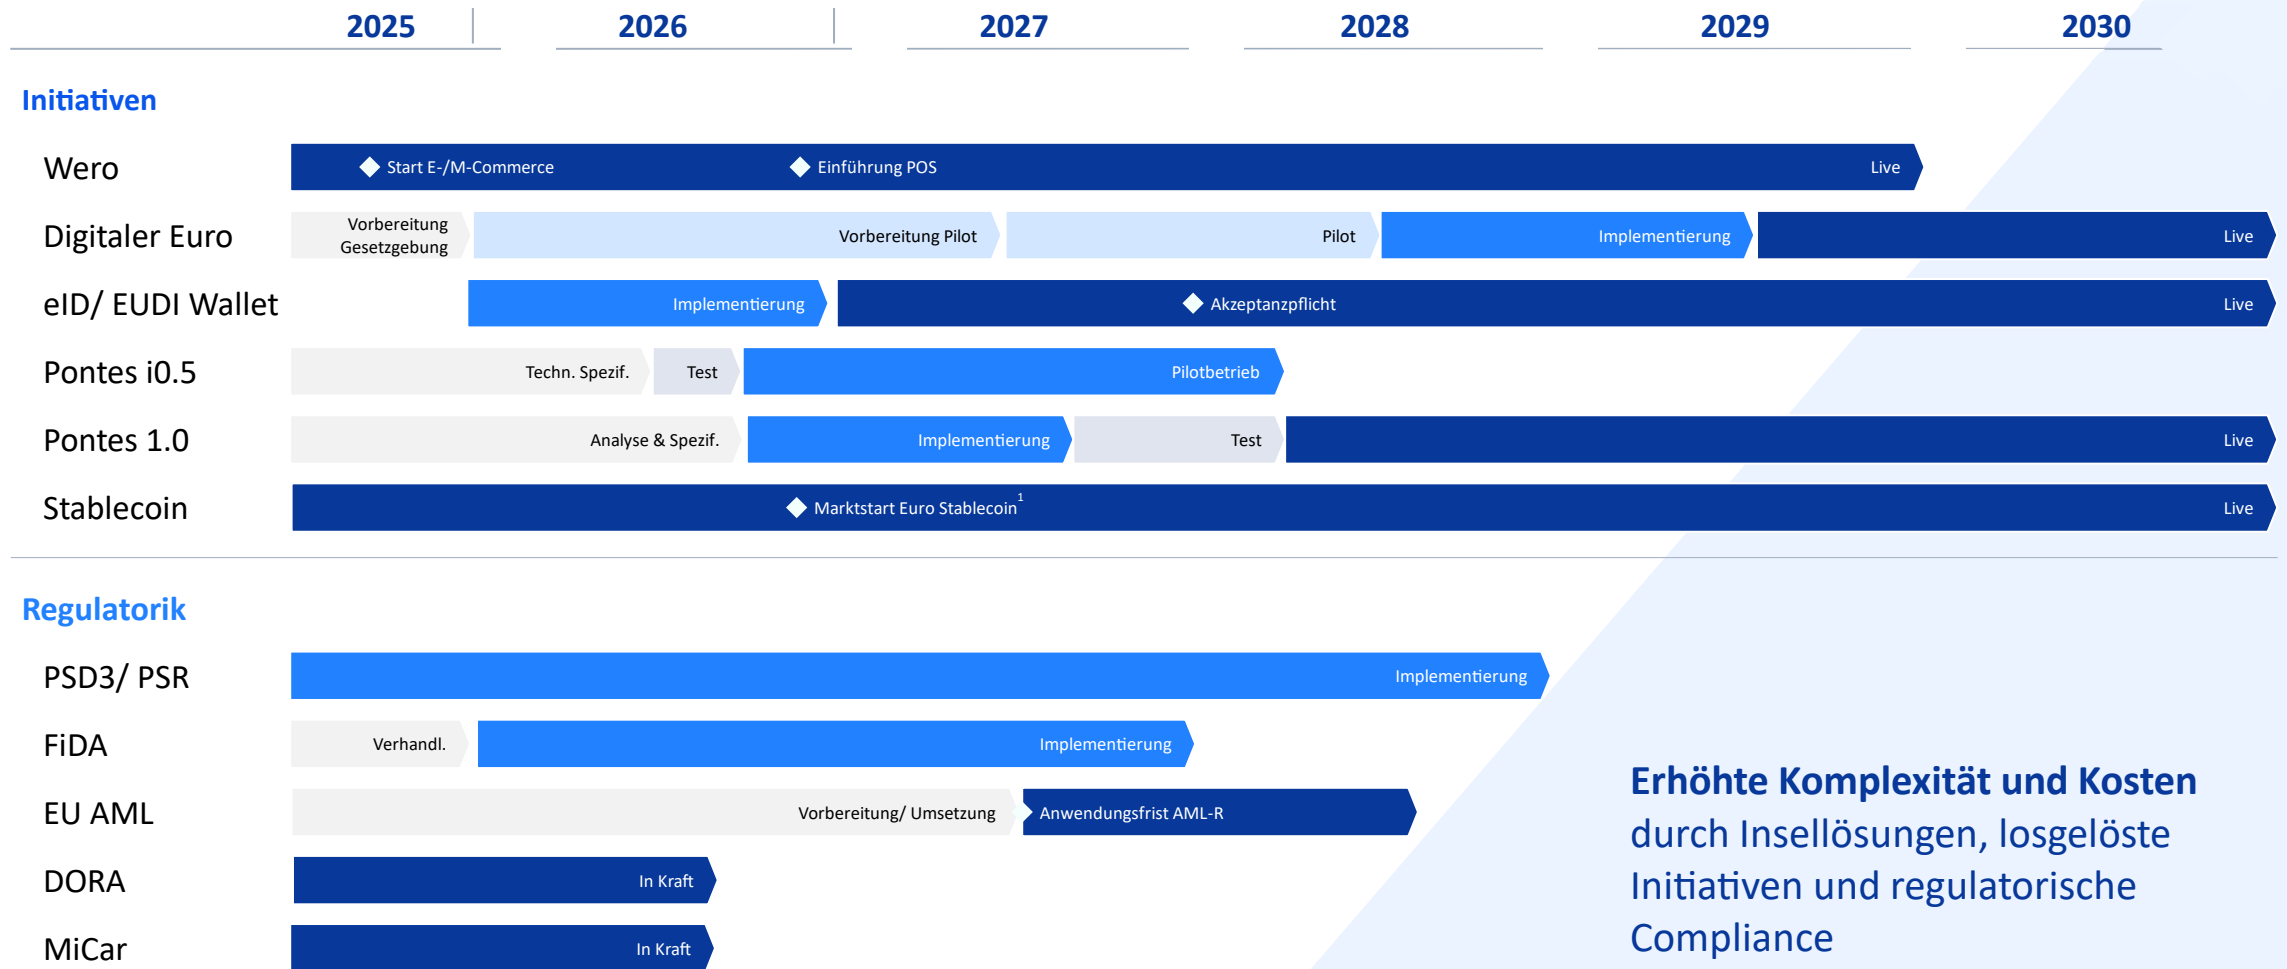 2025 2026 2027 2028 2029 2030
Initiativen
Wero Start E-/M-Commerce Einführung POS Live
Digitaler Euro Vorbereitung Gesetzgebung Vorbereitung Pilot Pilot Implementierung Live
eID/ EUDI Wallet Implementierung Akzeptanzpflicht Live
Pontes i0.5 Techn. Spezif. Test Pilotbetrieb
Pontes 1.0 Analyse & Spezif. Implementierung Test Live
Stablecoin Marktstart Euro Stablecoin¹ Live
Regulatorik
PSD3/ PSR Implementierung
FiDA Verhandl. Implementierung
EU AML Vorbereitung/ Umsetzung Anwendungsfrist AML-R
DORA In Kraft
MiCar In Kraft
Erhöhte Komplexität und Kosten
durch Insellösungen, losgelöste
Initiativen und regulatorische
Compliance